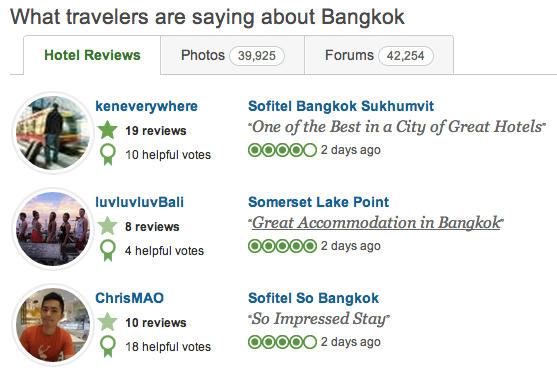 What travelers are saying about Bangkok
Hotel Reviews Photos 39,925 Forums 42,254
keneverywhere Sofitel Bangkok Sukhumvit
19 reviews "One of the Best in a City of Great Hotels"
10 helpful votes 2 days ago
luvluvluvBali Somerset Lake Point
8 reviews "Great Accommodation in Bangkok"
4 helpful votes 2 days ago
ChrisMAO Sofitel So Bangkok
10 reviews "So Impressed Stay"
18 helpful votes 2 days ago